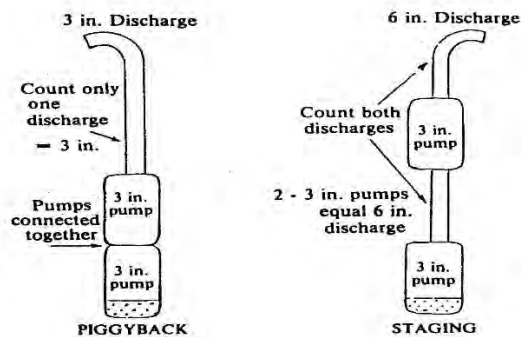 3 in. Discharge
Count only
one
discharge
= 3 in.
3 in.
pump
Pumps
connected
together
3 in.
pump
PIGGYBACK
6 in. Discharge
Count both
discharges
3 in.
pump
2 - 3 in. pumps
equal 6 in.
discharge
3 in.
pump
STAGING